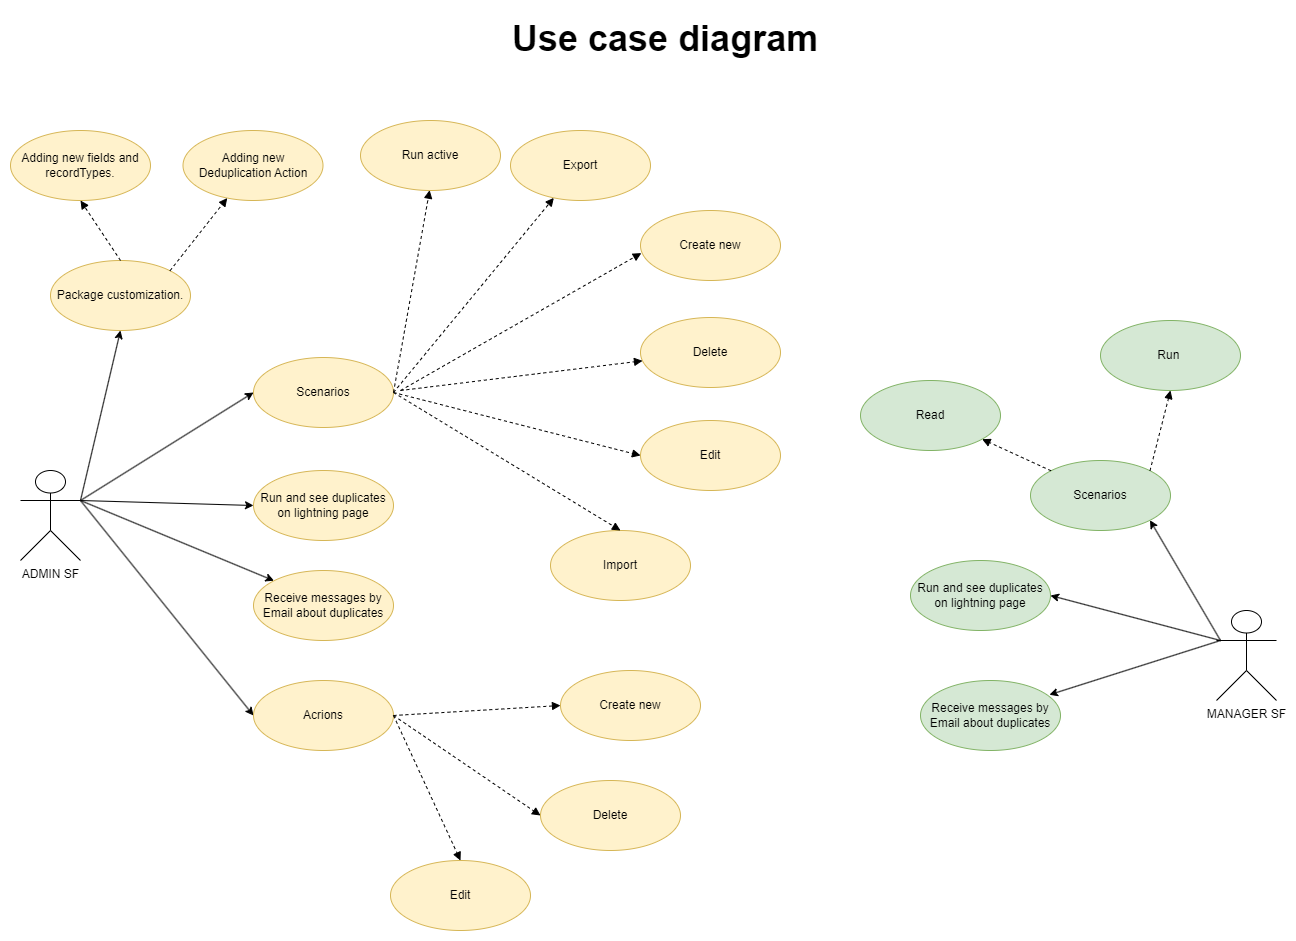 Use case diagram
Adding new fields and
recordTypes.
Adding new
Deduplication Action
Run active
Export
Create new
Package customization.
Delete
Scenarios
Edit
Run and see duplicates
on lightning page
Import
ADMIN SF
Receive messages by
Email about duplicates
Acrions
Create new
Delete
Edit
Run
Read
Scenarios
Run and see duplicates
on lightning page
Receive messages by
Email about duplicates
MANAGER SF